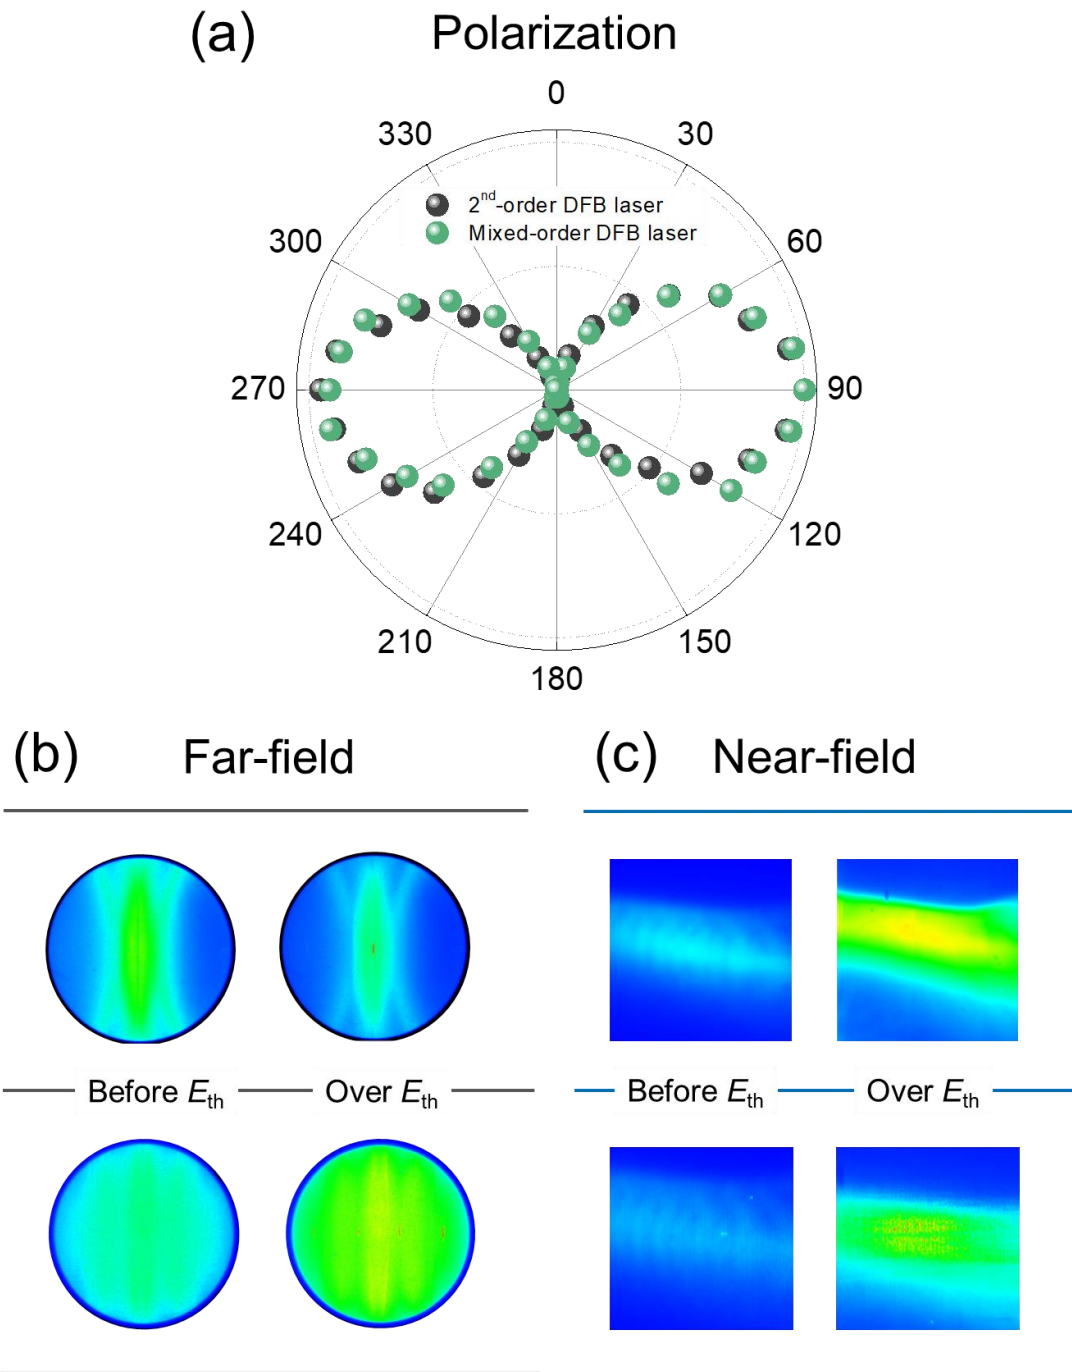 (a) Polarization
0
330
30
2nd-order DFB laser
Mixed-order DFB laser
300
60
270
90
240
120
210
150
180
(b) Far-field
(c) Near-field
Before Eth
Over Eth
Before Eth
Over Eth